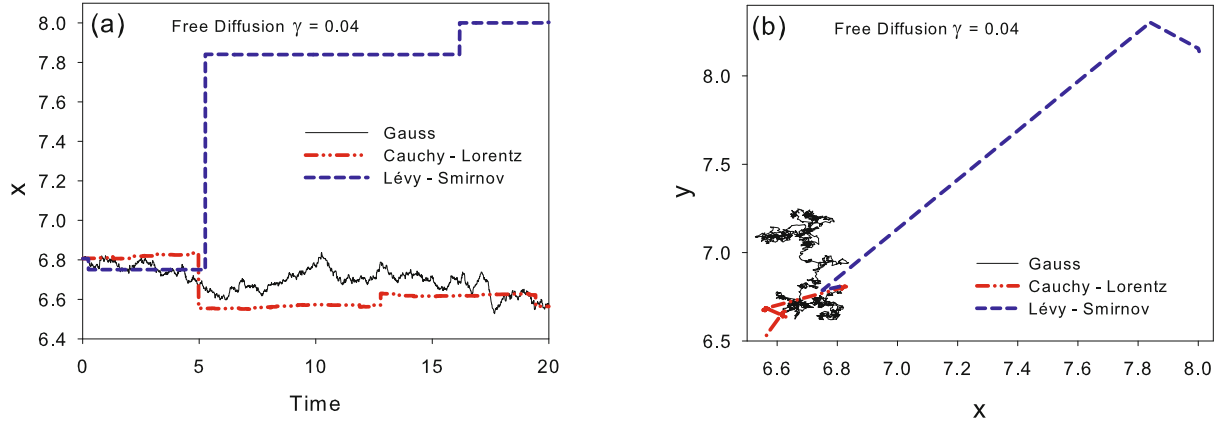 (a)
Free Diffusion γ = 0.04
8.0
7.8
7.6
7.4
7.2
7.0
6.8
6.6
6.4
x
Gauss
Cauchy - Lorentz
Lévy - Smirnov
0
5
10
15
20
Time
(b)
Free Diffusion γ = 0.04
8.0
7.5
7.0
6.5
y
Gauss
Cauchy - Lorentz
Lévy - Smirnov
6.6
6.8
7.0
7.2
7.4
7.6
7.8
8.0
x